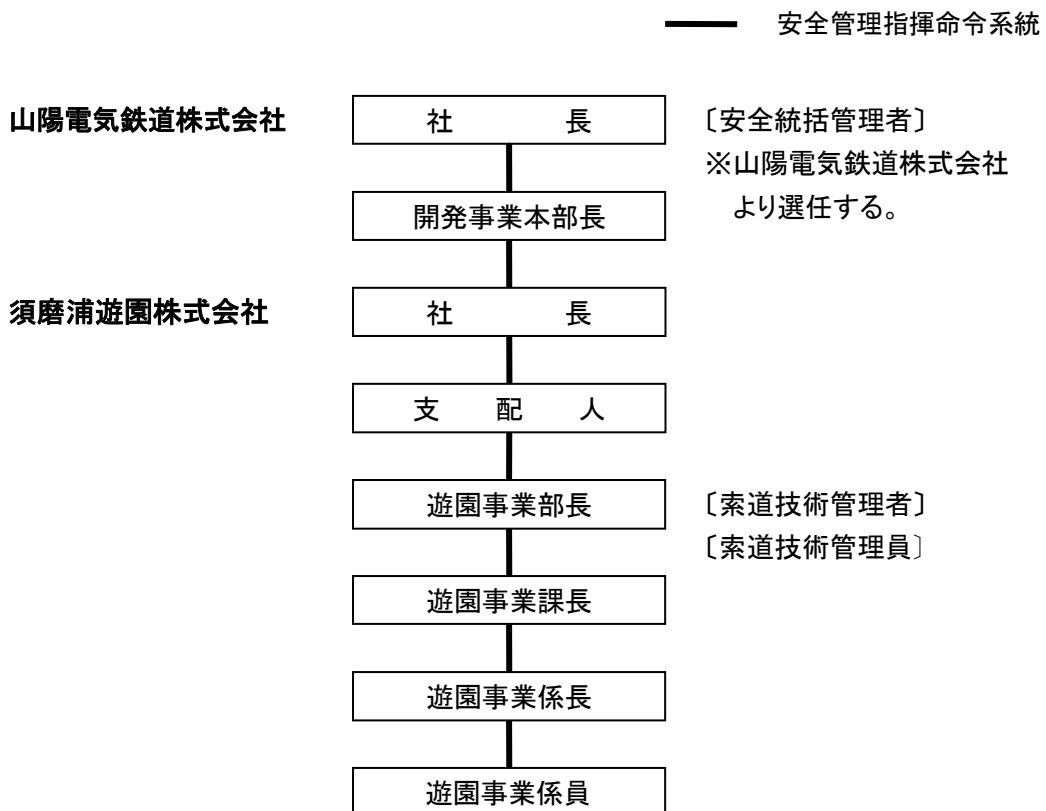 安全管理指揮命令系統
山陽電気鉄道株式会社
社　　　　長
〔安全統括管理者〕
※山陽電気鉄道株式会社
より選任する。
開発事業本部長
須磨浦遊園株式会社
社　　　　長
支　　配　　人
遊園事業部長
〔索道技術管理者〕
〔索道技術管理員〕
遊園事業課長
遊園事業係長
遊園事業係員